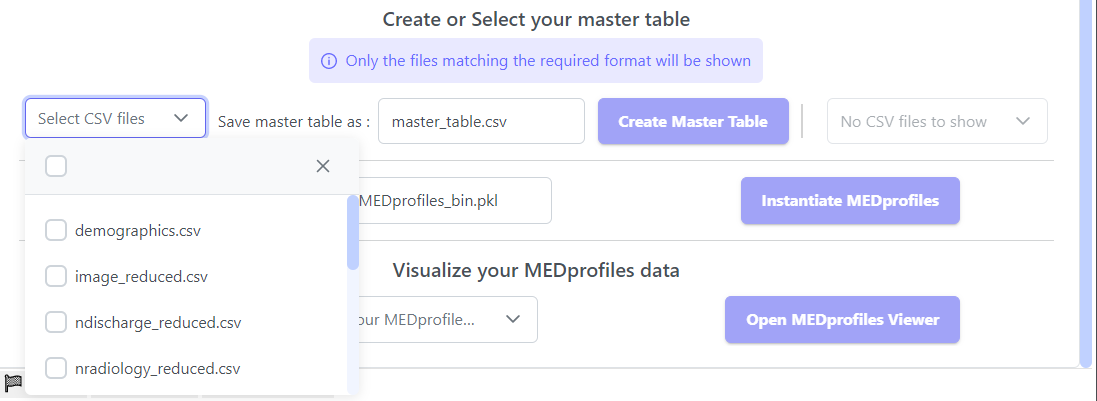 Create or Select your master table
Only the files matching the required format will be shown
Select CSV files
Save master table as :
master_table.csv
Create Master Table
No CSV files to show
demographics.csv
image_reduced.csv
ndischarge_reduced.csv
nradiology_reduced.csv
MEDprofiles_bin.pkl
Instantiate MEDprofiles
Visualize your MEDprofiles data
our MEDprofile...
Open MEDprofiles Viewer